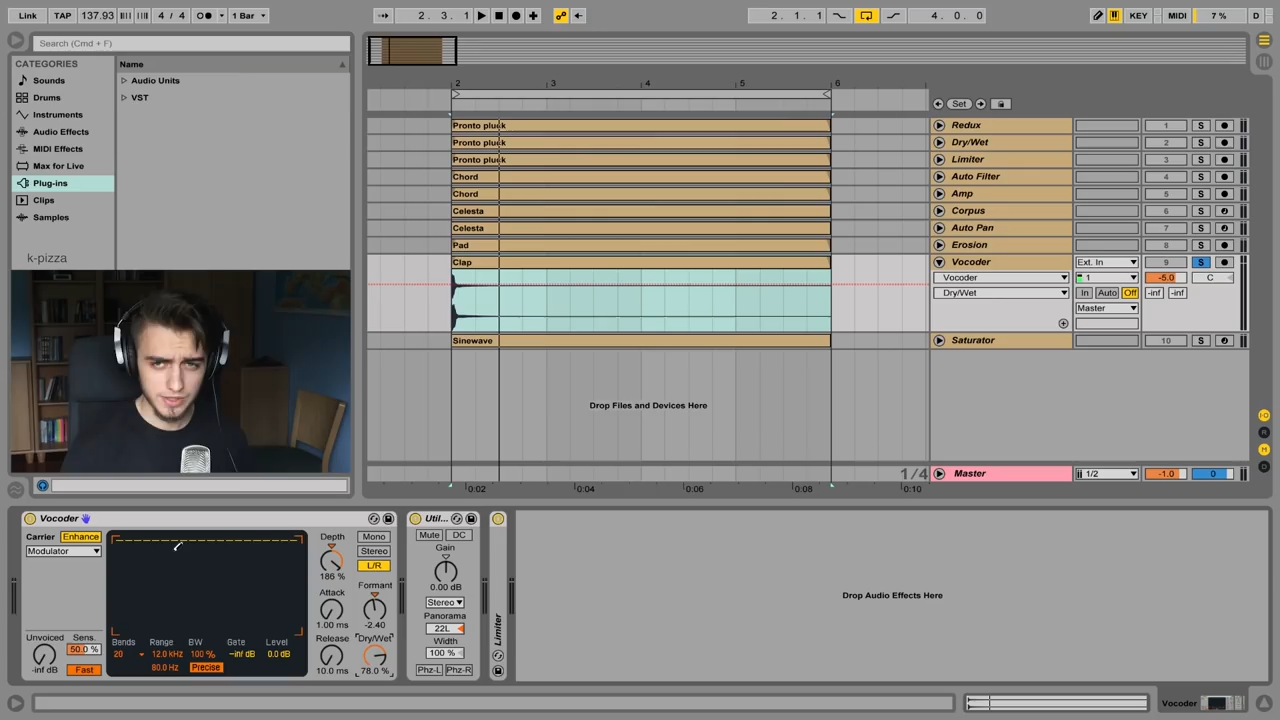 Link TAP 137.93 4 / 4 1 Bar 2. 3. 1 2. 1. 1 4. 0. 0 KEY MIDI 7 % D
Search (Cmd + F)
CATEGORIES
Sounds
Drums
Instruments
Audio Effects
MIDI Effects
Max for Live
Plug-ins
Clips
Samples
k-pizza
Name
Audio Units
VST
2 3 4 5 6
Set
Pronto pluck Redux 1 S
Pronto pluck Dry/Wet 2 S
Pronto pluck Limiter 3 S
Chord Auto Filter 4 S
Chord Amp 5 S
Celesta Corpus 6 S
Celesta Auto Pan 7 S
Pad Erosion 8 S
Clap Vocoder Ext. In 9 S
Vocoder 1 -5.0 C
Dry/Wet In Auto Off -inf -inf
Master
Sinewave Saturator 10 S
Drop Files and Devices Here
1/4 Master 1/2 -1.0 0
0:02 0:04 0:06 0:08 0:10
I·O
R
M
D
Vocoder
Carrier Enhance
Modulator
Unvoiced Sens.
50.0 %
-inf dB Fast
Bands Range BW Gate Level
20 12.0 kHz 100 % -inf dB 0.0 dB
80.0 Hz Precise
Depth Mono
Stereo
186 % L/R
Attack Formant
1.00 ms -2.40
Release Dry/Wet
10.0 ms 78.0 %
Util...
Mute DC
Gain
0.00 dB
Stereo
Panorama
22L
Width
100 %
Phz-L Phz-R
Limiter
Drop Audio Effects Here
Vocoder